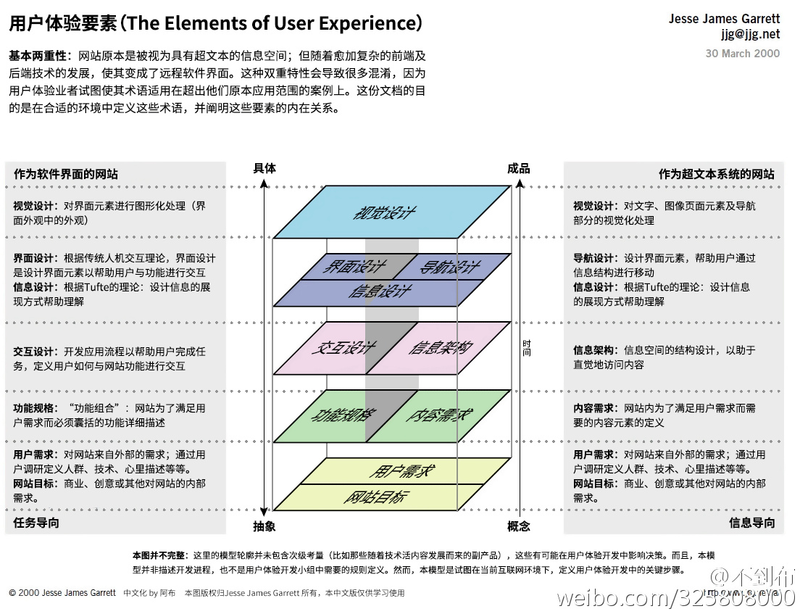 用户体验要素（The Elements of User Experience）
Jesse James Garrett
jjg@jjg.net
30 March 2000
基本两重性：网站原本是被视为具有超文本的信息空间；但随着愈加复杂的前端及
后端技术的发展，使其变成了远程软件界面。这种双重特性会导致很多混淆，因为
用户体验业者试图使其术语适用在超出他们原本应用范围的案例上。这份文档的目
的是在合适的环境中定义这些术语，并阐明这些要素的内在关系。
作为软件界面的网站
视觉设计：对界面元素进行图形化处理（界
面外观中的外观）
界面设计：根据传统人机交互理论，界面设计
是设计界面元素以帮助用户与功能进行交互
信息设计：根据Tufte的理论：设计信息的展
现方式帮助理解
交互设计：开发应用流程以帮助用户完成任
务，定义用户如何与网站功能进行交互
功能规格：“功能组合”：网站为了满足用
户需求而必须囊括的功能详细描述
用户需求：对网站来自外部的需求；通过用
户调研定义人群、技术、心里描述等等。
网站目标：商业、创意或其他对网站的内部
需求。
任务导向
具体
成品
视觉设计
界面设计
导航设计
信息设计
交互设计
信息架构
功能规格
内容需求
用户需求
网站目标
时间
抽象
概念
作为超文本系统的网站
视觉设计：对文字、图像页面元素及导航
部分的视觉化处理
导航设计：设计界面元素，帮助用户通过
信息结构进行移动
信息设计：根据Tufte的理论：设计信息
的展现方式帮助理解
信息架构：信息空间的结构设计，以助于
直觉地访问内容
内容需求：网站内为了满足用户需求而需
要的内容元素的定义
用户需求：对网站来自外部的需求；通过用
户调研定义人群、技术、心里描述等等。
网站目标：商业、创意或其他对网站的内部
需求。
信息导向
本图并不完整：这里的模型轮廓并未包含次级考量（比如那些随着技术活内容发展而来的副产品），这些有可能在用户体验开发中影响决策。而且，本模
型并非描述开发进程，也不是用户体验开发小组中需要的规则定义。然而，本模型是试图在当前互联网环境下，定义用户体验开发中的关键步骤。
© 2000 Jesse James Garrett 中文化 by 阿布 本图版权归Jesse James Garrett 所有，本中文版仅供学习使用
@不到布
weibo.com/323808000